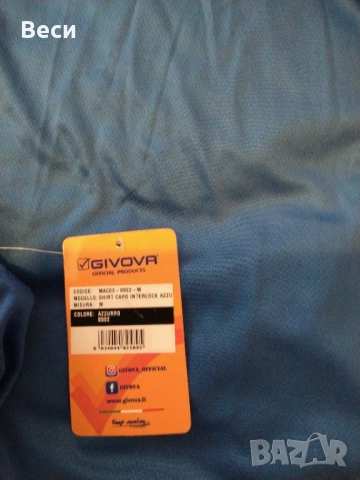 Веси
GIVOVA
OFFICIAL PRODUCTS
CODICE: MAC03-0002-M
MODELLO: SHIRT CAPO INTERLOCK AZZU
MISURA: M
COLORE: AZZURRO
0002
GIVOVA_OFFICIAL
GIVOVA
www.givova.it
BAZAR